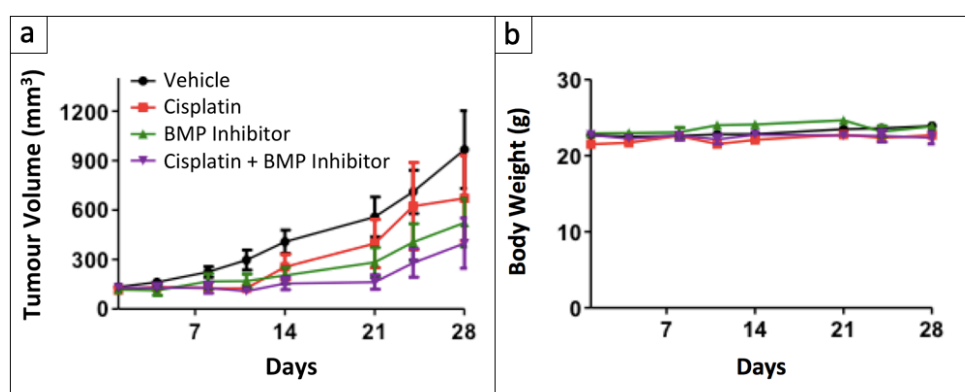 a
Tumour Volume (mm³)
1200
900
600
300
0
Vehicle
Cisplatin
BMP Inhibitor
Cisplatin + BMP Inhibitor
7 14 21 28
Days
b
Body Weight (g)
30
20
10
0
7 14 21 28
Days